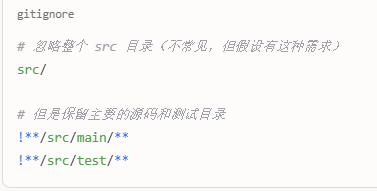 gitignore
# 忽略整个 src 目录（不常见，但假设有这种需求）
src/
# 但是保留主要的源码和测试目录
!**/src/main/**
!**/src/test/**